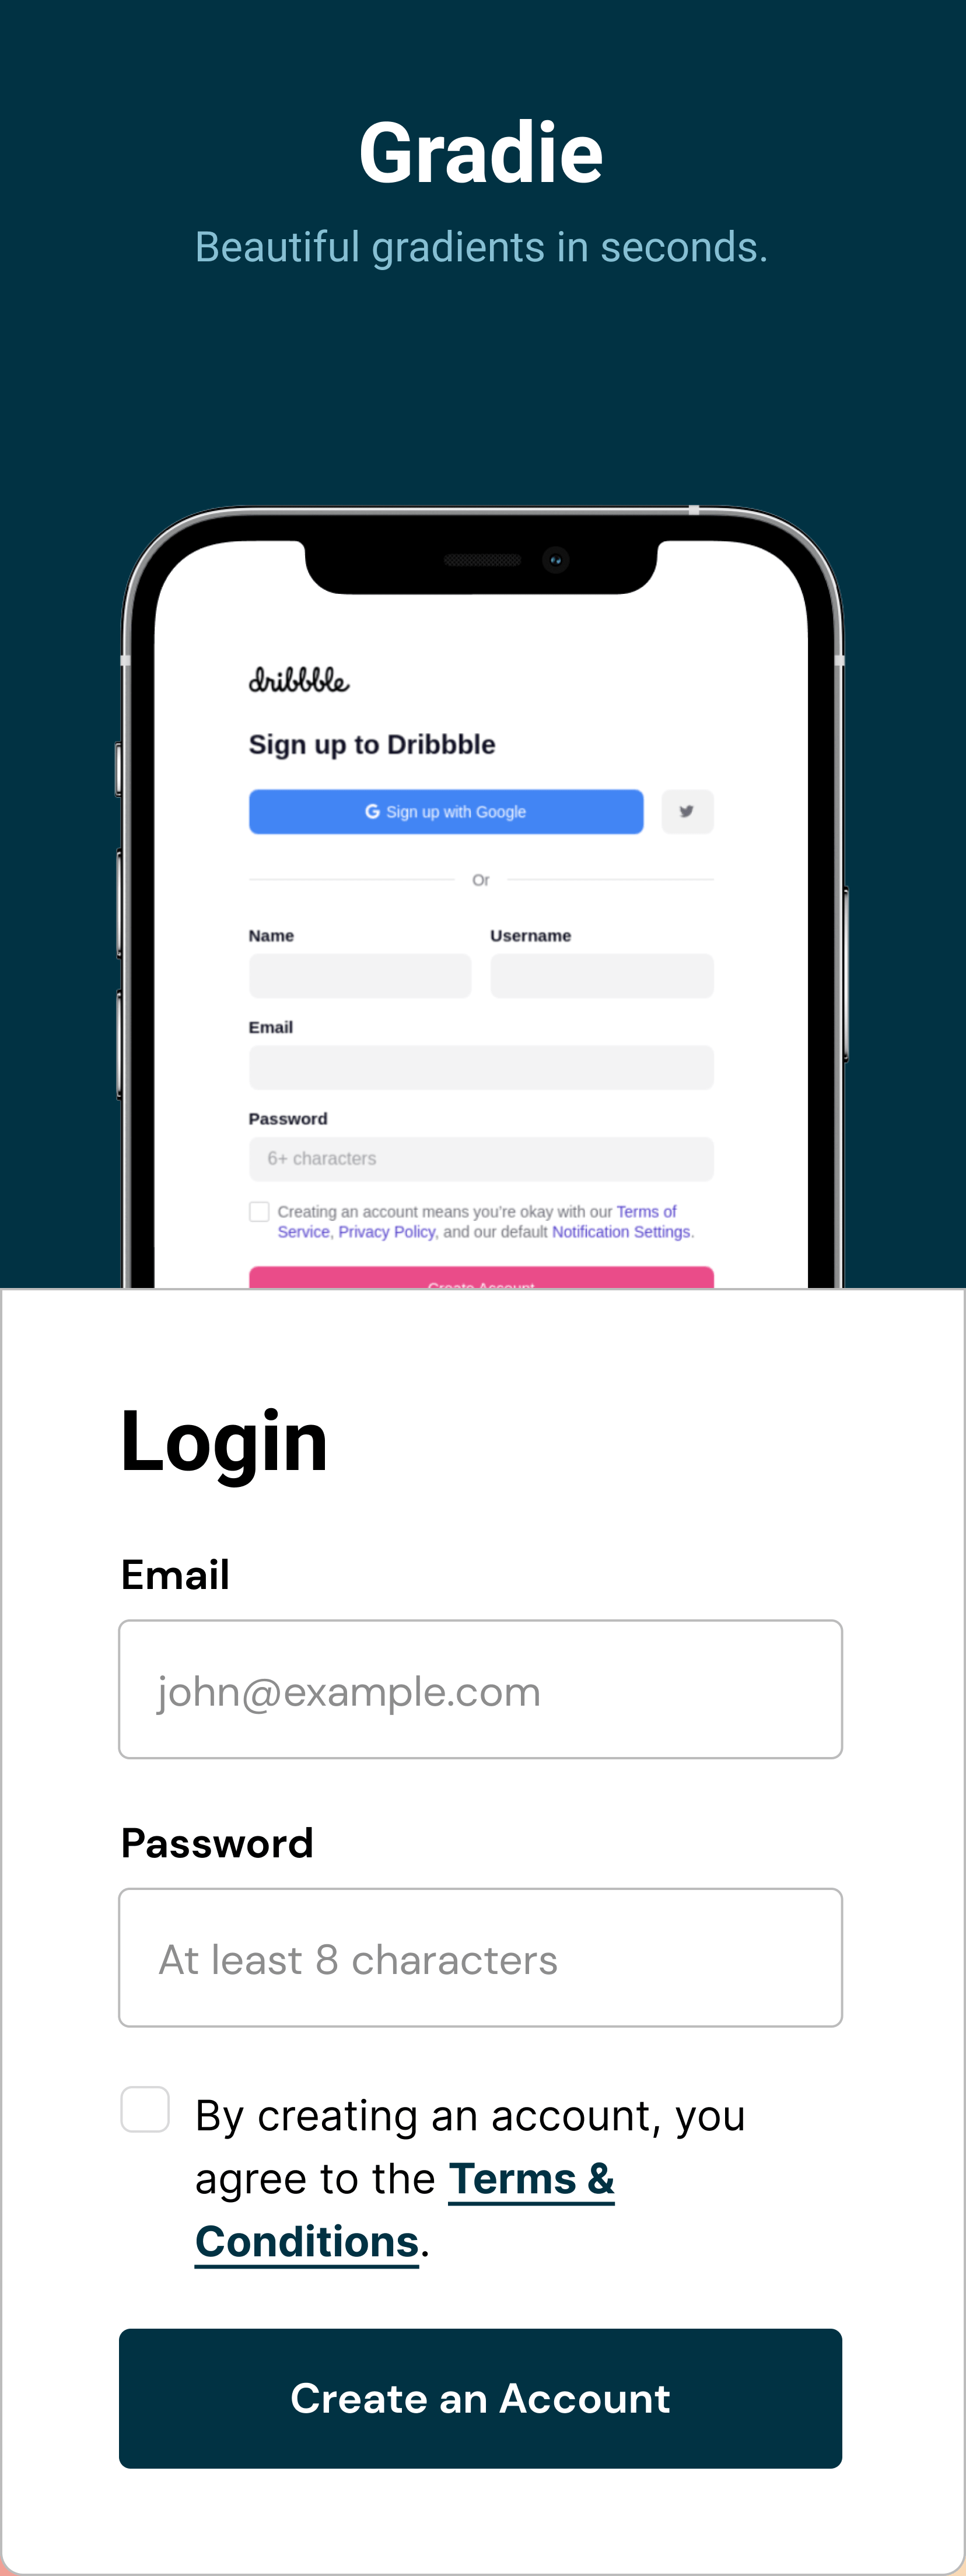 Gradie
Beautiful gradients in seconds.
dribbble
Sign up to Dribbble
G Sign up with Google
Or
Name Username
Email
Password
6+ characters
Creating an account means you're okay with our Terms of
Service, Privacy Policy, and our default Notification Settings.
Create Account
Login
Email
john@example.com
Password
At least 8 characters
By creating an account, you
agree to the Terms &
Conditions.
Create an Account